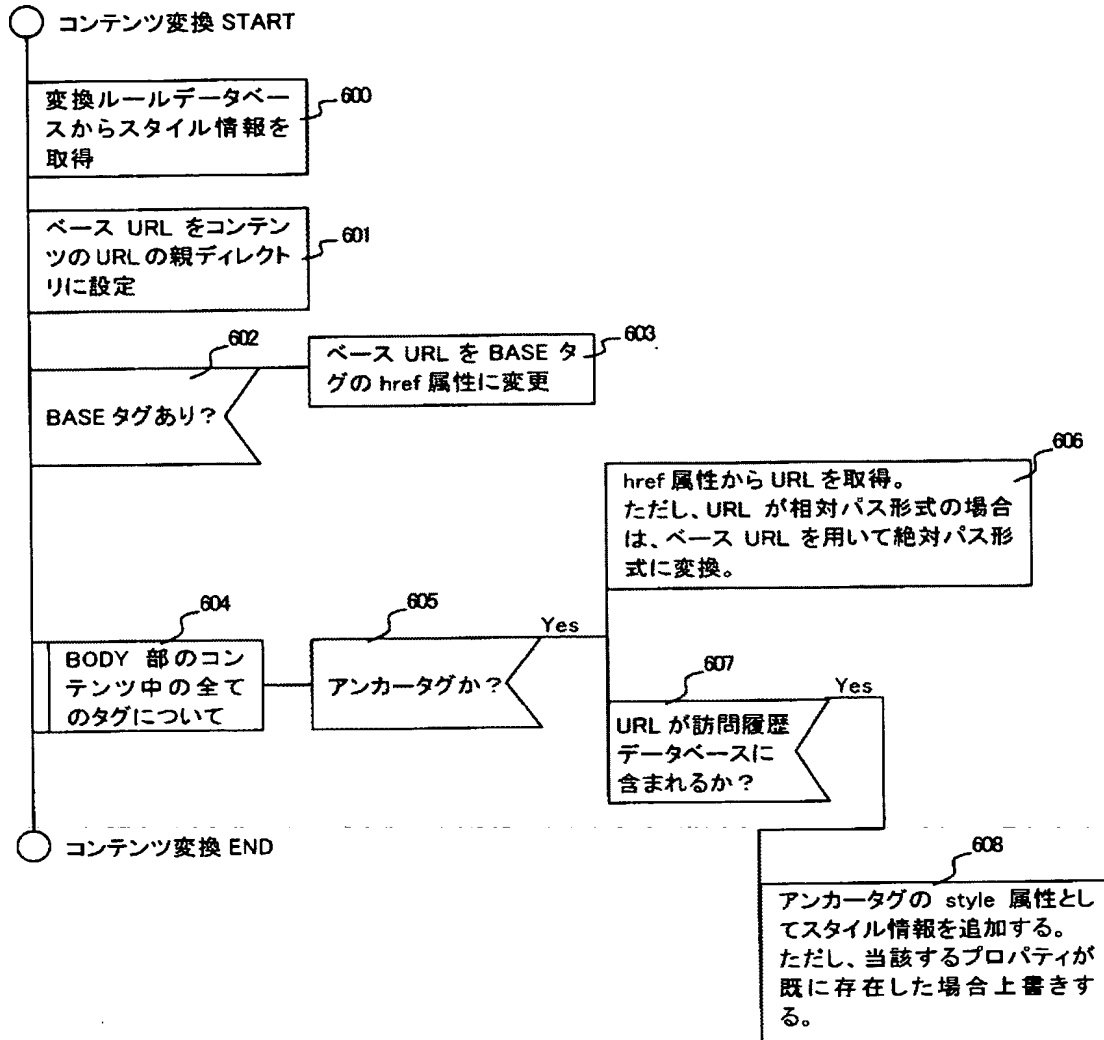 コンテンツ変換 START
変換ルールデータベー
スからスタイル情報を
取得
600
ベース URL をコンテン
ツの URL の親ディレクト
リに設定
601
602
BASE タグあり？
ベース URL を BASE タ
グの href 属性に変更
603
606
href 属性から URL を取得。
ただし、URL が相対パス形式の場合
は、ベース URL を用いて絶対パス形
式に変換。
604
BODY 部のコン
テンツ中の全て
のタグについて
605
アンカータグか？
Yes
607
URL が訪問履歴
データベースに
含まれるか？
Yes
コンテンツ変換 END
608
アンカータグの style 属性とし
てスタイル情報を追加する。
ただし、当該するプロパティが
既に存在した場合上書きす
る。